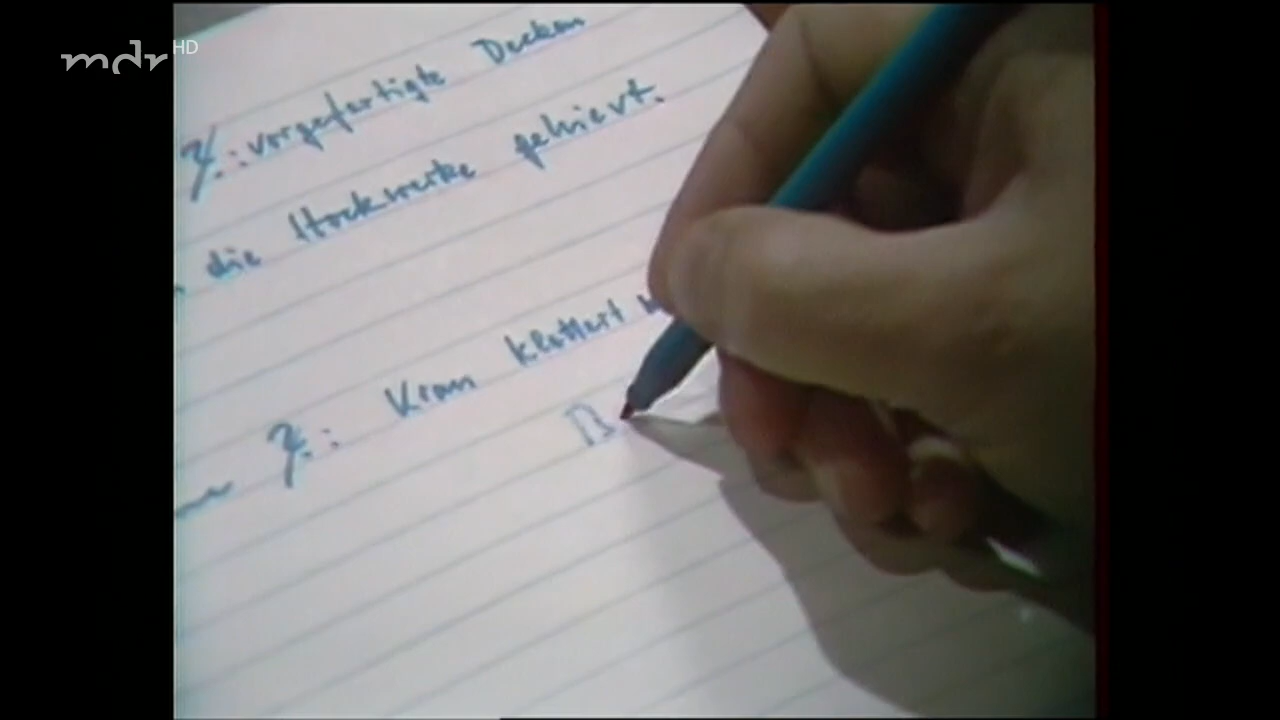 mdr HD
: vorgefertigte Decken
die Stockwerke gehievt.
: Kran klettert